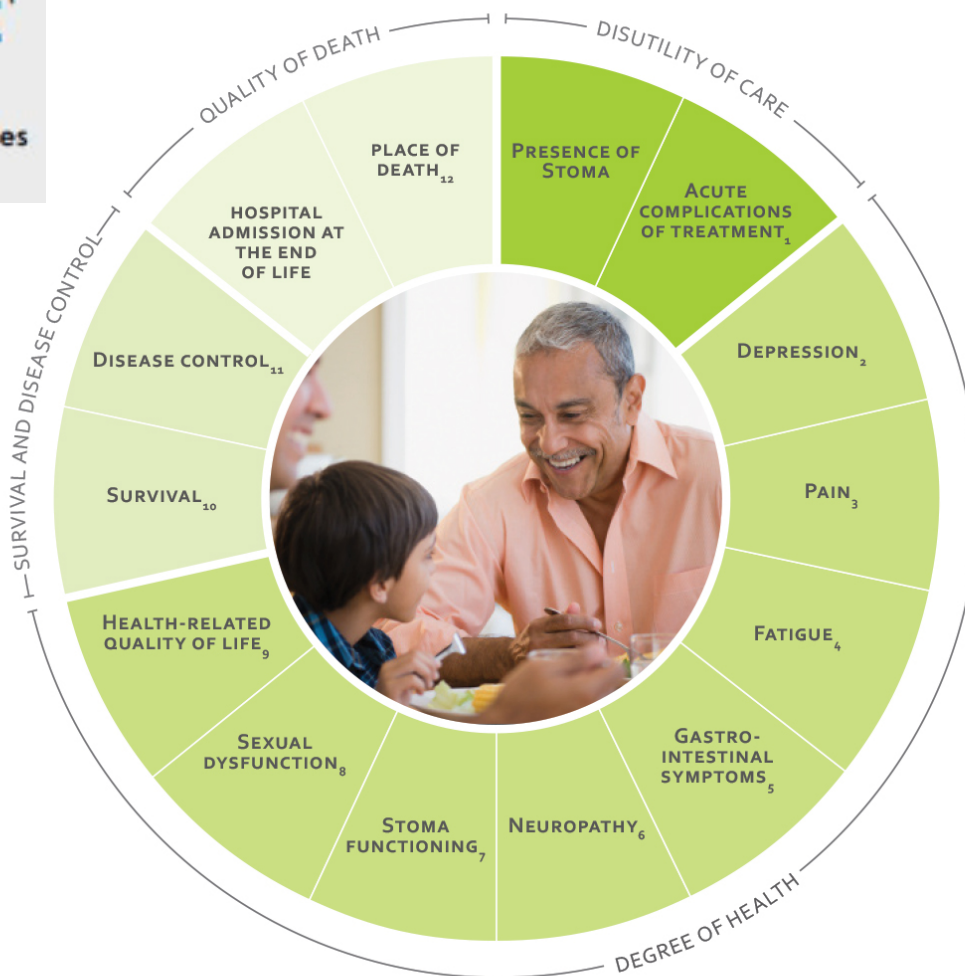 es
QUALITY OF DEATH
DISUTILITY OF CARE
PRESENCE OF
STOMA
ACUTE
COMPLICATIONS
OF TREATMENT1
DEPRESSION2
PAIN3
FATIGUE4
GASTRO-
INTESTINAL
SYMPTOMS5
NEUROPATHY6
STOMA
FUNCTIONING7
SEXUAL
DYSFUNCTION8
HEALTH-RELATED
QUALITY OF LIFE9
SURVIVAL10
DISEASE CONTROL11
HOSPITAL
ADMISSION AT
THE END
OF LIFE
PLACE OF
DEATH12
SURVIVAL AND DISEASE CONTROL
DEGREE OF HEALTH